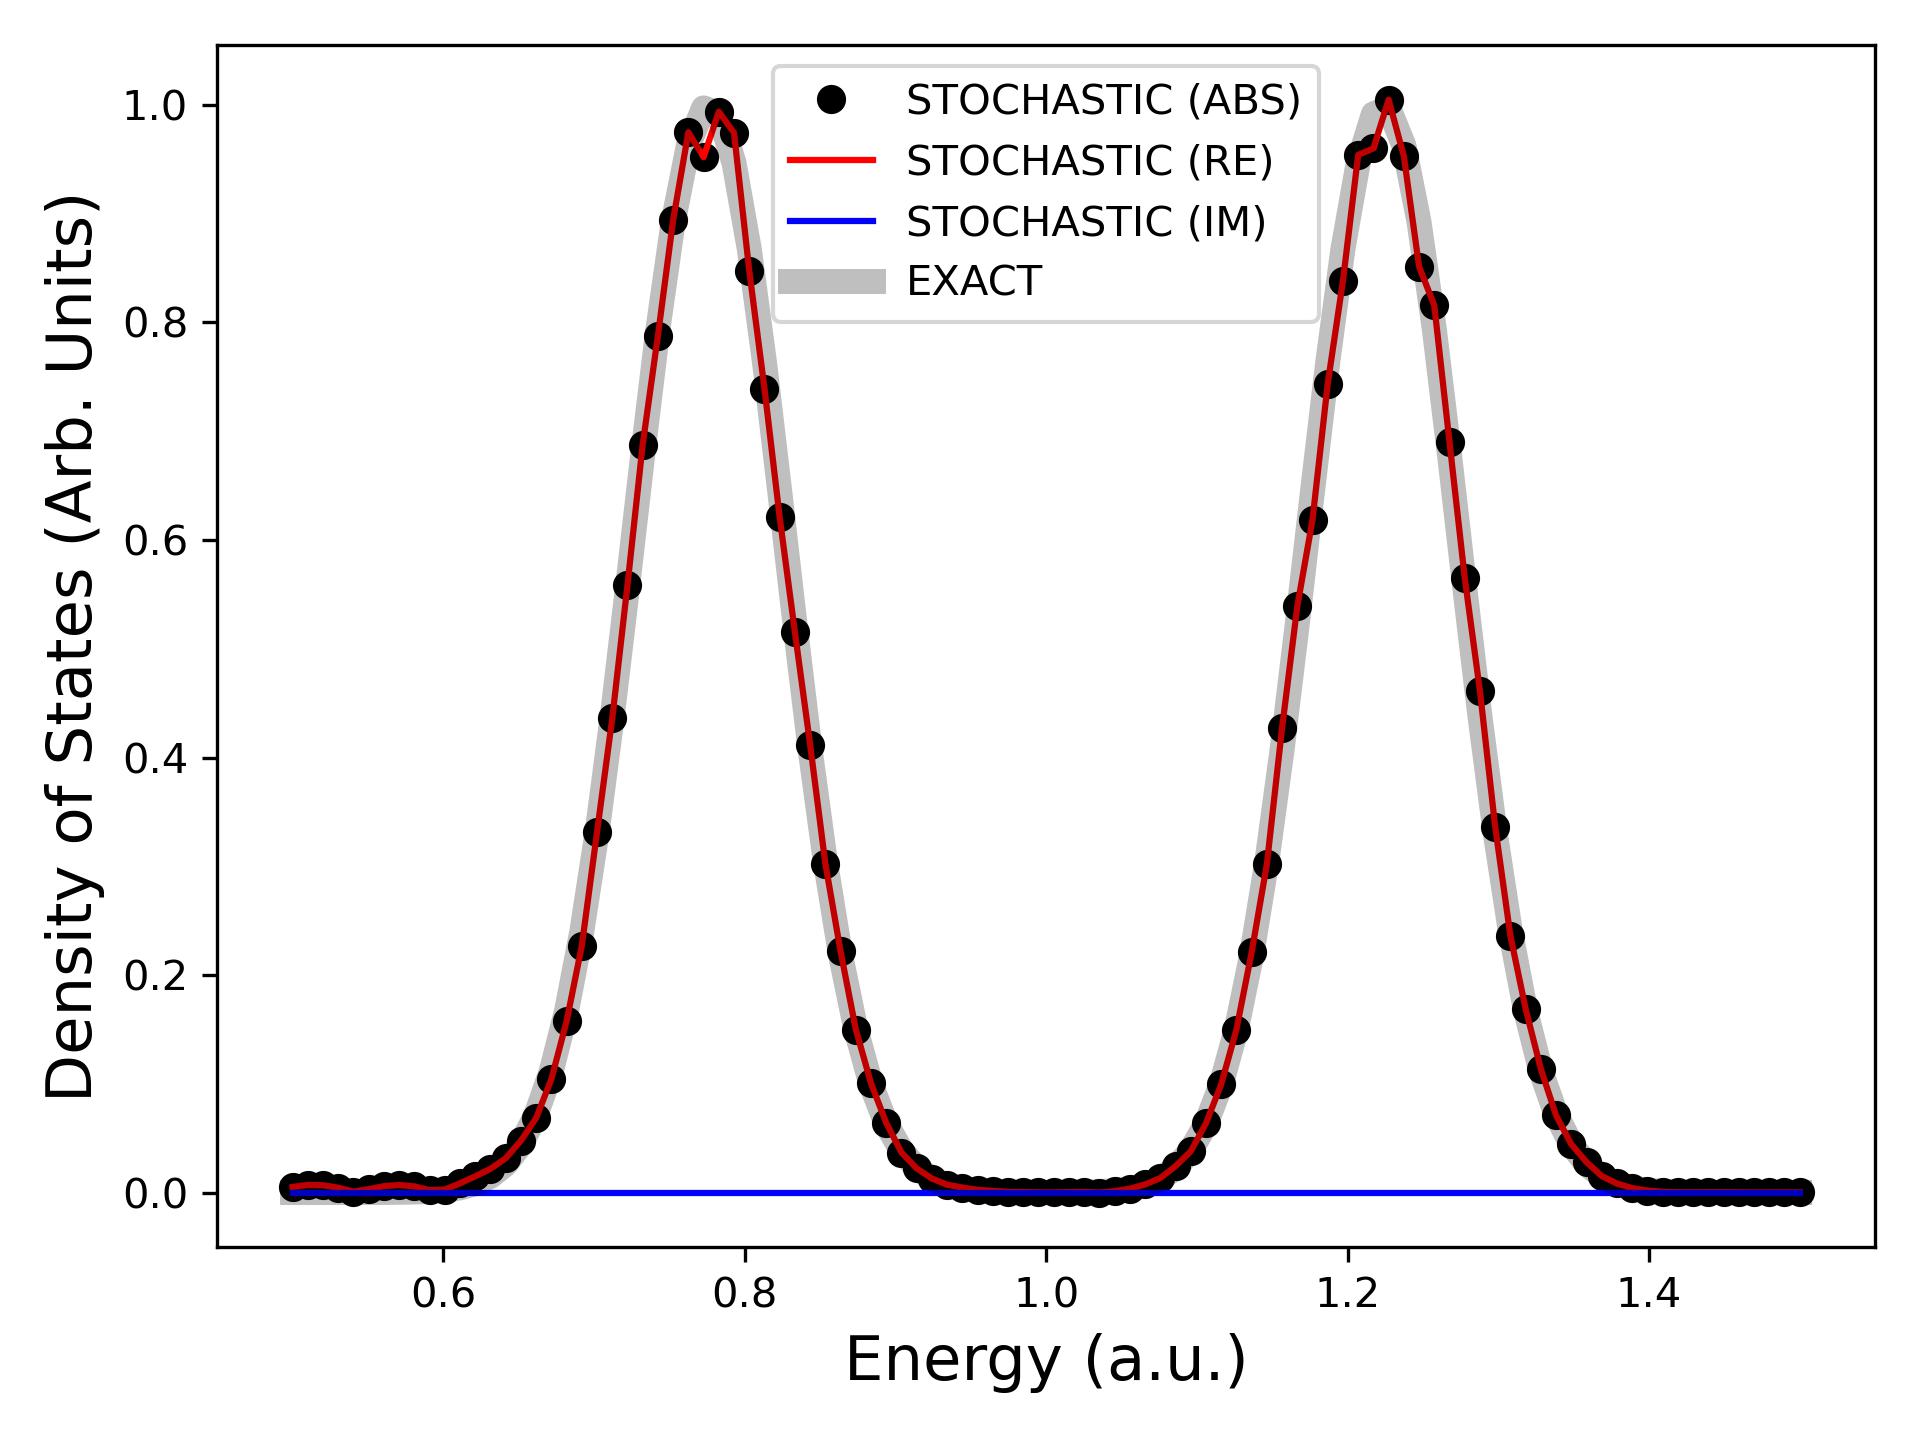 STOCHASTIC (ABS)
STOCHASTIC (RE)
STOCHASTIC (IM)
EXACT
Density of States (Arb. Units)
1.0
0.8
0.6
0.4
0.2
0.0
0.6 0.8 1.0 1.2 1.4
Energy (a.u.)